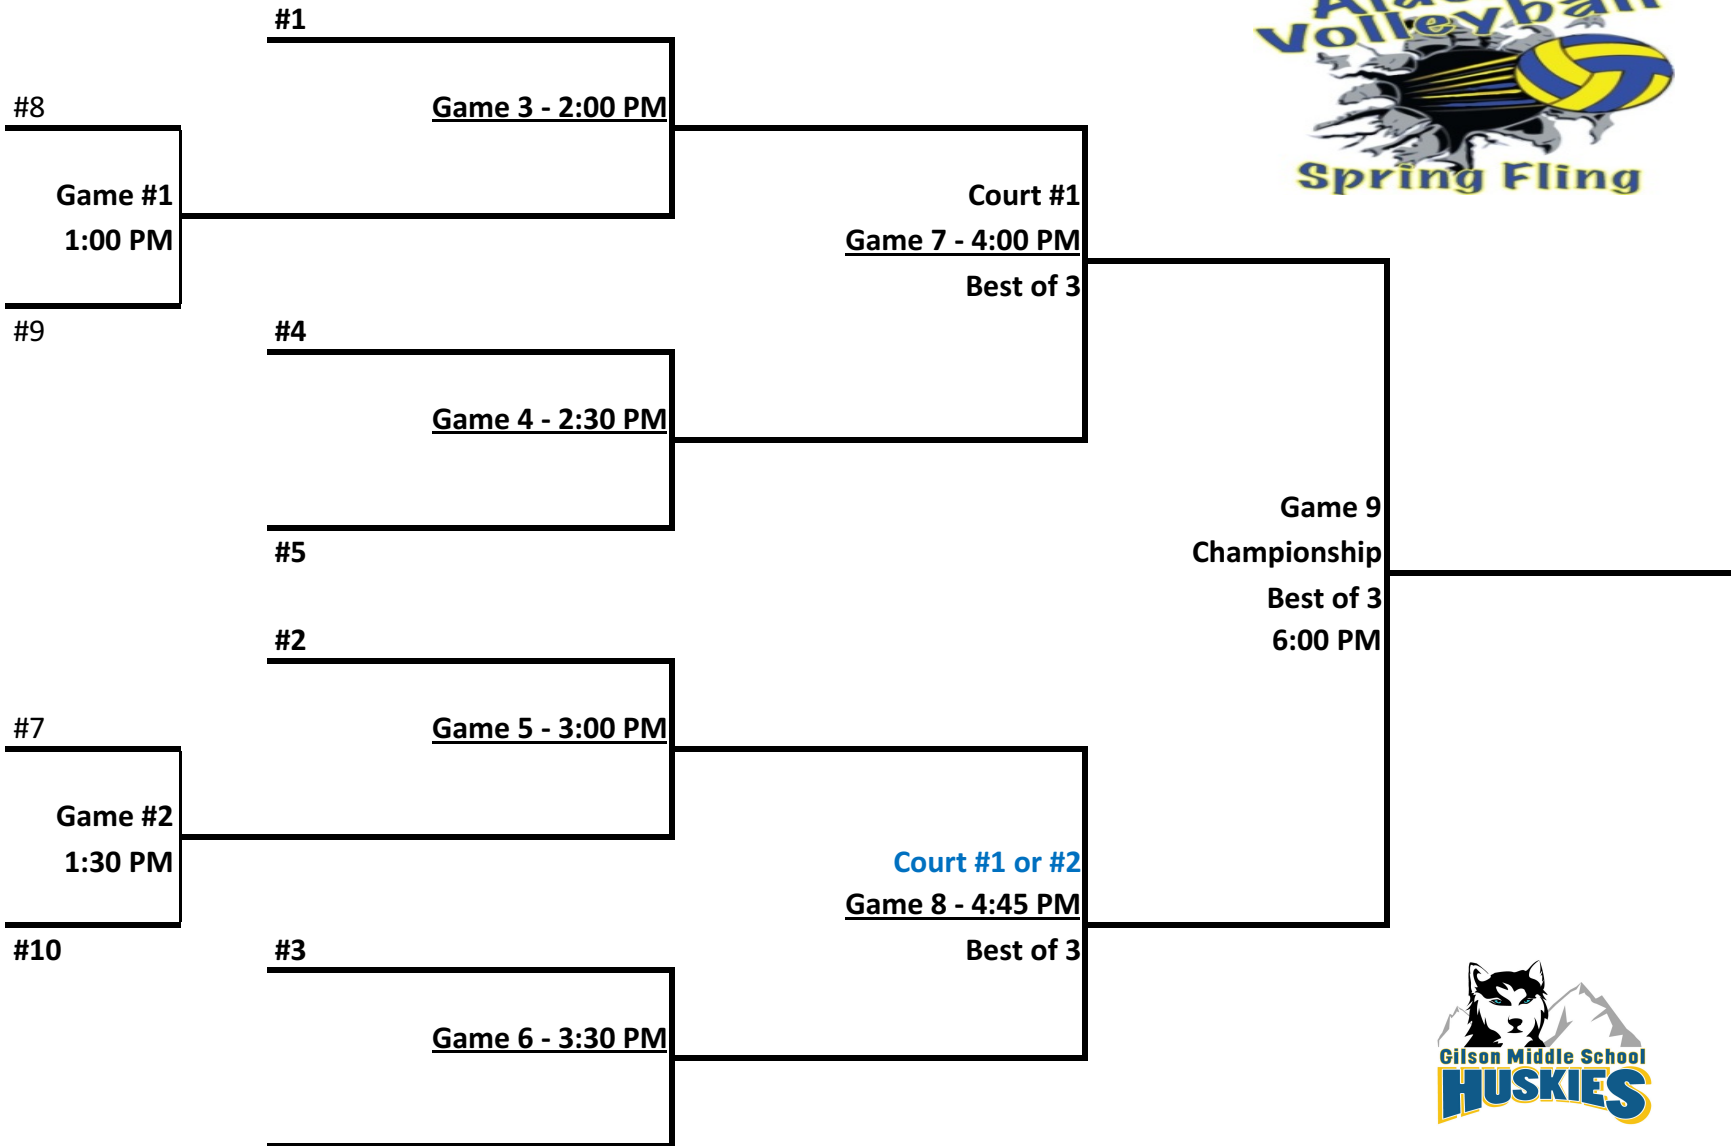 #1
Volleyball
#8
Game 3 - 2:00 PM
Spring Fling
Game #1
Court #1
1:00 PM
Game 7 - 4:00 PM
Best of 3
#9
#4
Game 4 - 2:30 PM
Game 9
#5
Championship
Best of 3
#2
6:00 PM
#7
Game 5 - 3:00 PM
Game #2
1:30 PM
Court #1 or #2
Game 8 - 4:45 PM
#10
#3
Best of 3
Game 6 - 3:30 PM
Gilson Middle School
HUSKIES